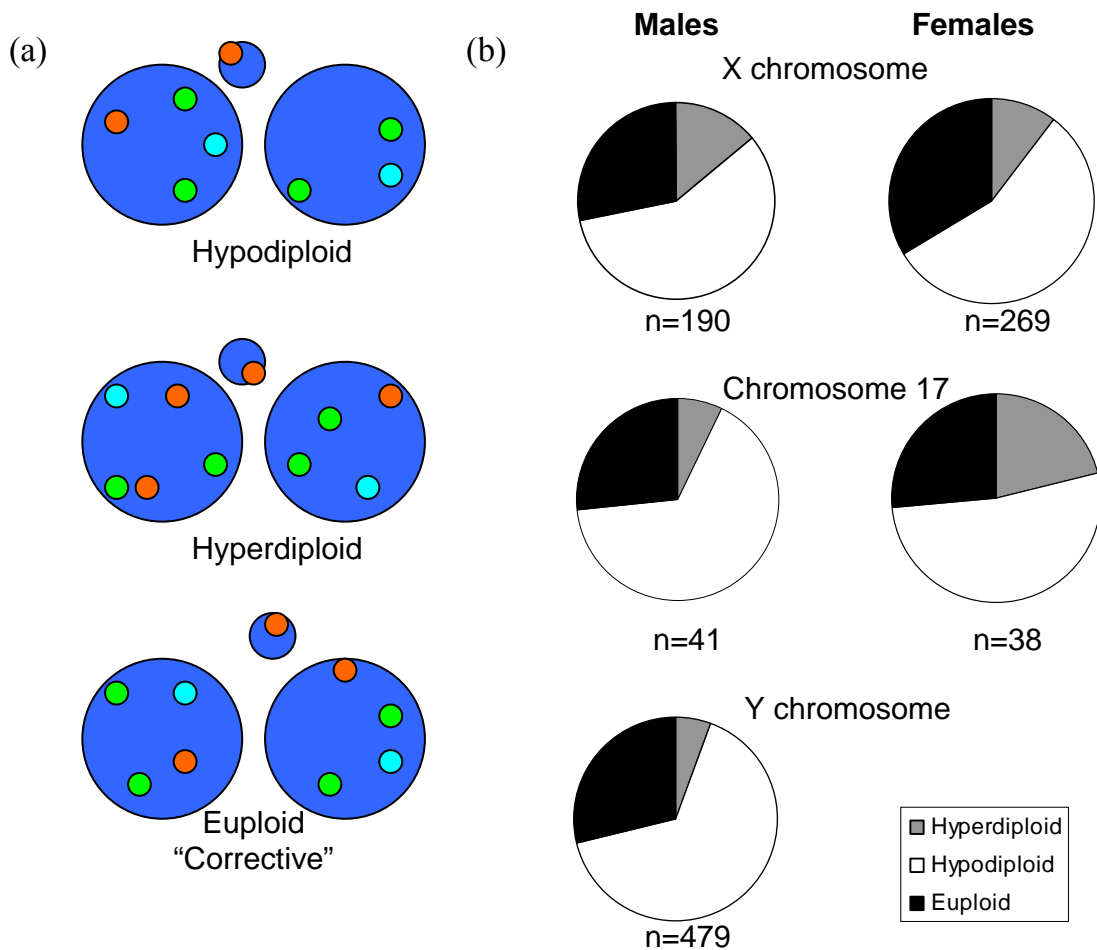 (a)
Hypodiploid
Hyperdiploid
Euploid
“Corrective”
(b)
Males
Females
X chromosome
n=190
n=269
Chromosome 17
n=41
n=38
Y chromosome
n=479
Hyperdiploid
Hypodiploid
Euploid